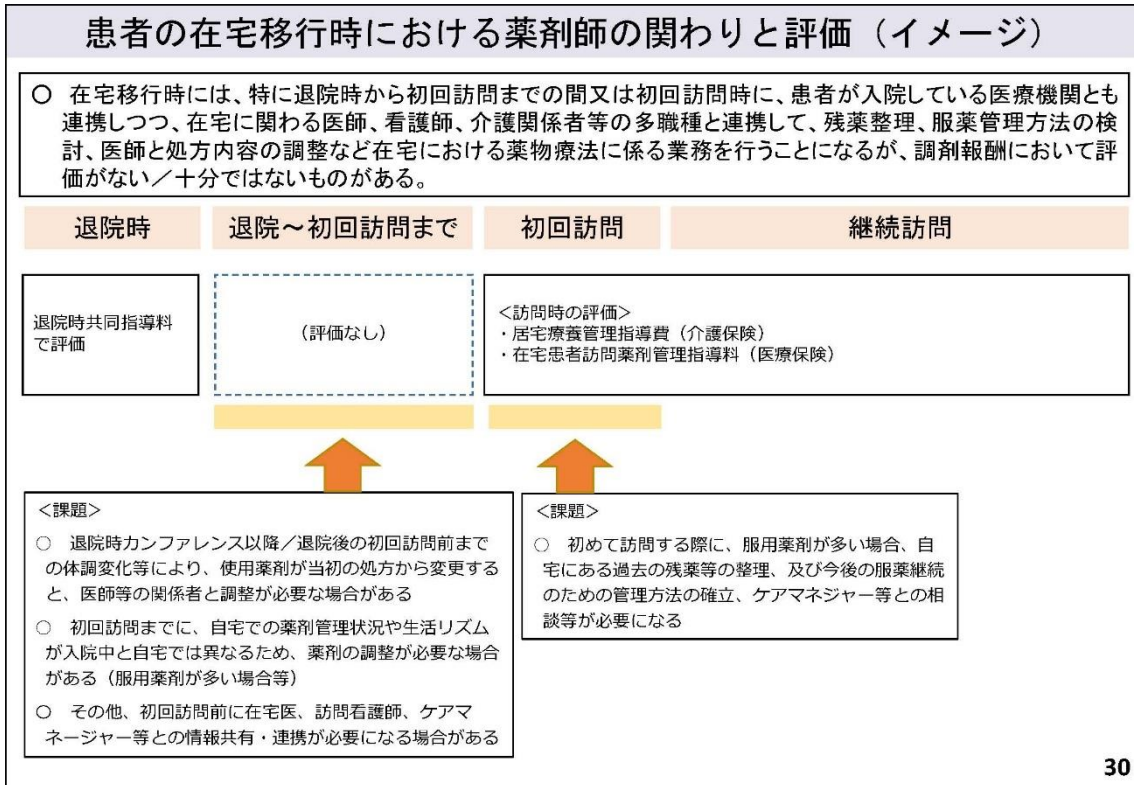 患者の在宅移行時における薬剤師の関わりと評価（イメージ）
○ 在宅移行時には、特に退院時から初回訪問までの間又は初回訪問時に、患者が入院している医療機関とも
連携しつつ、在宅に関わる医師、看護師、介護関係者等の多職種と連携して、残薬整理、服薬管理方法の検
討、医師と処方内容の調整など在宅における薬物療法に係る業務を行うことになるが、調剤報酬において評
価がない／十分ではないものがある。
退院時
退院～初回訪問まで
初回訪問
継続訪問
退院時共同指導料
で評価
（評価なし）
＜訪問時の評価＞
・居宅療養管理指導費（介護保険）
・在宅患者訪問薬剤管理指導料（医療保険）
＜課題＞
○ 退院時カンファレンス以降／退院後の初回訪問前まで
の体調変化等により、使用薬剤が当初の処方から変更する
と、医師等の関係者と調整が必要な場合がある
○ 初回訪問までに、自宅での薬剤管理状況や生活リズム
が入院中と自宅では異なるため、薬剤の調整が必要な場合
がある（服用薬剤が多い場合等）
○ その他、初回訪問前に在宅医、訪問看護師、ケアマ
ネージャー等との情報共有・連携が必要になる場合がある
＜課題＞
○ 初めて訪問する際に、服用薬剤が多い場合、自
宅にある過去の残薬等の整理、及び今後の服薬継続
のための管理方法の確立、ケアマネジャー等との相
談等が必要になる
30